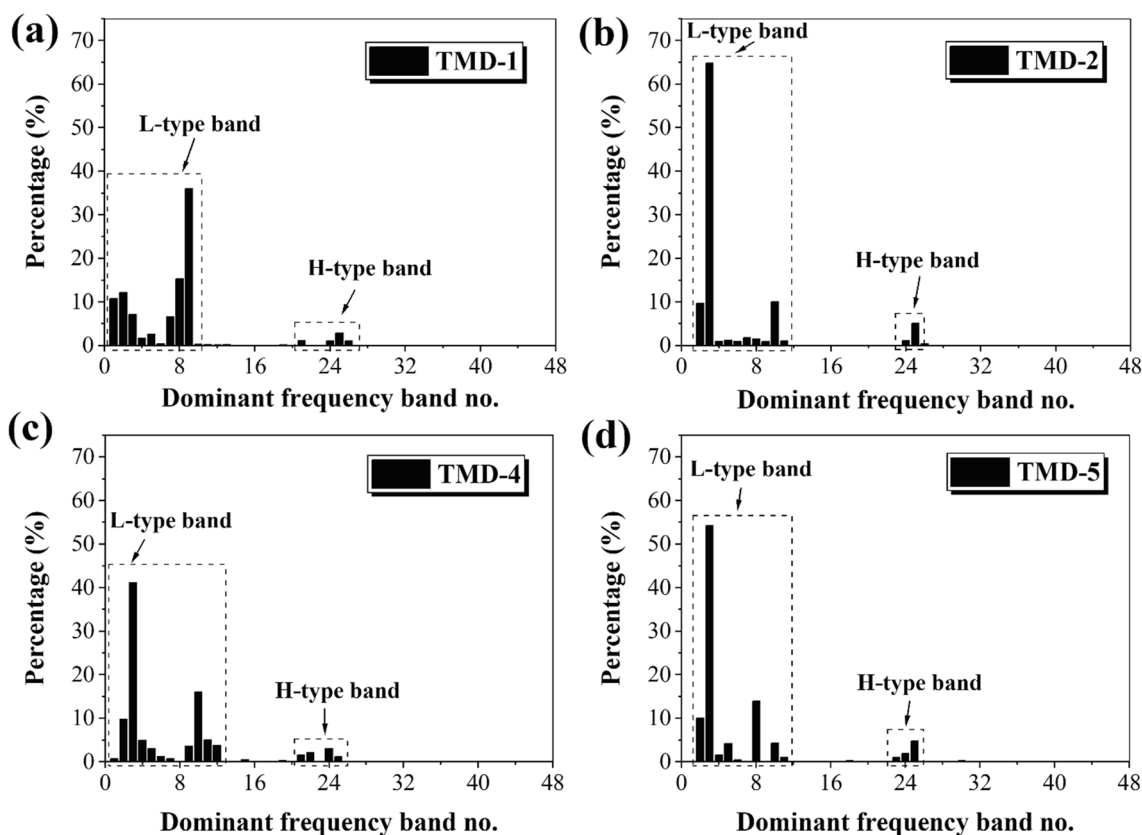 (a)
TMD-1
L-type band
H-type band
Percentage (%)
70
60
50
40
30
20
10
0
0 8 16 24 32 40 48
Dominant frequency band no.
(b)
L-type band
TMD-2
H-type band
Percentage (%)
70
60
50
40
30
20
10
0
0 8 16 24 32 40 48
Dominant frequency band no.
(c)
TMD-4
L-type band
H-type band
Percentage (%)
70
60
50
40
30
20
10
0
0 8 16 24 32 40 48
Dominant frequency band no.
(d)
L-type band
TMD-5
H-type band
Percentage (%)
70
60
50
40
30
20
10
0
0 8 16 24 32 40 48
Dominant frequency band no.